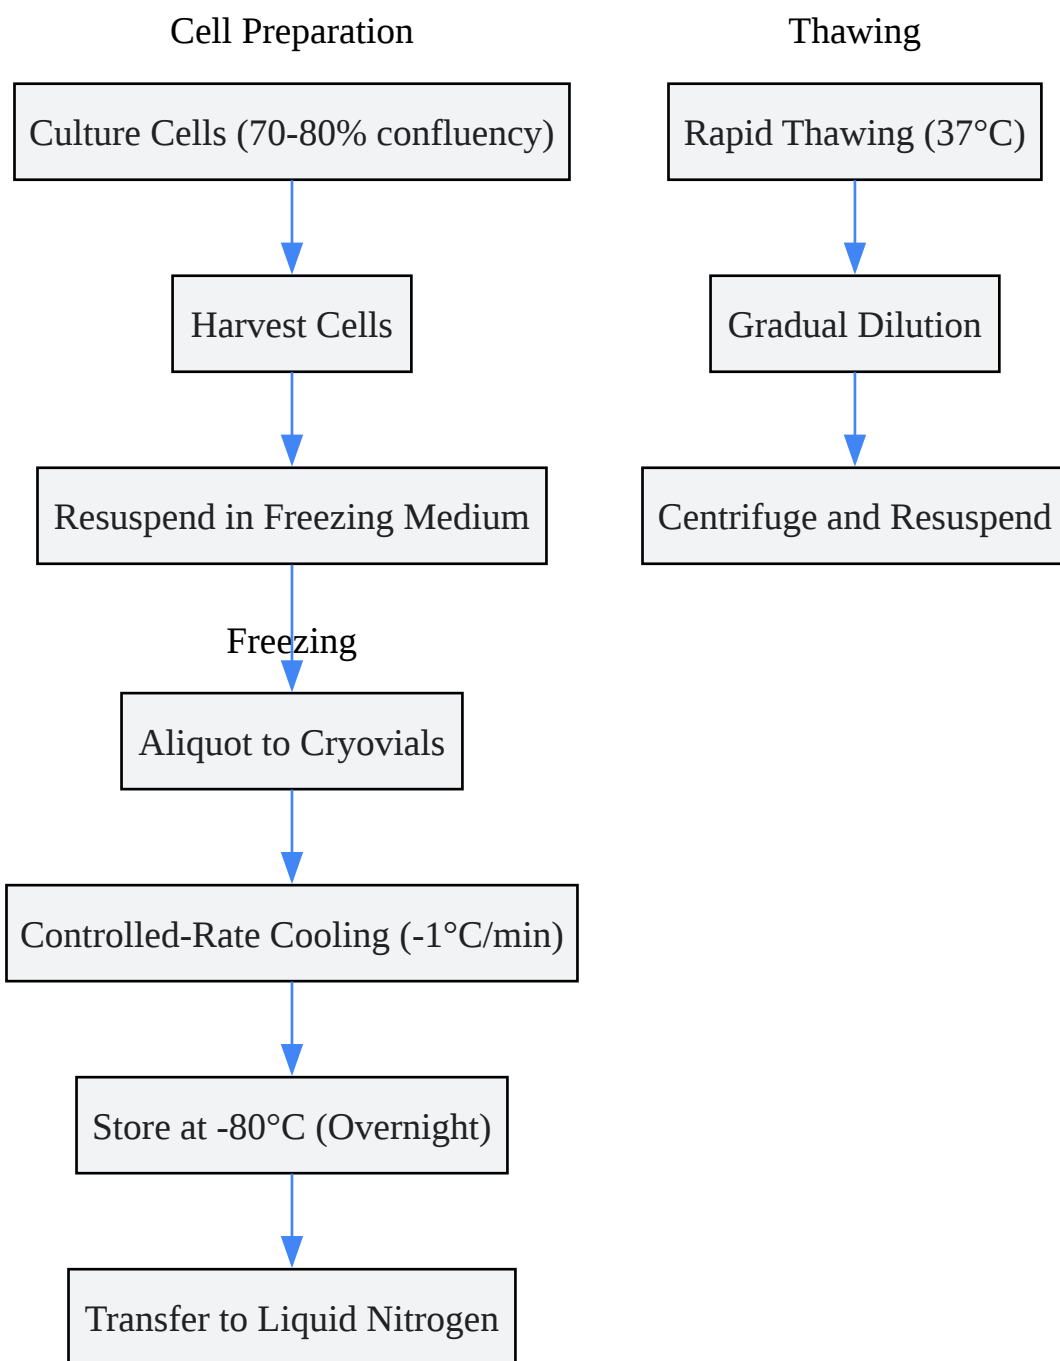 Cell Preparation
Culture Cells (70-80% confluency)
Harvest Cells
Resuspend in Freezing Medium
Freezing
Aliquot to Cryovials
Controlled-Rate Cooling (-1°C/min)
Store at -80°C (Overnight)
Transfer to Liquid Nitrogen
Thawing
Rapid Thawing (37°C)
Gradual Dilution
Centrifuge and Resuspend